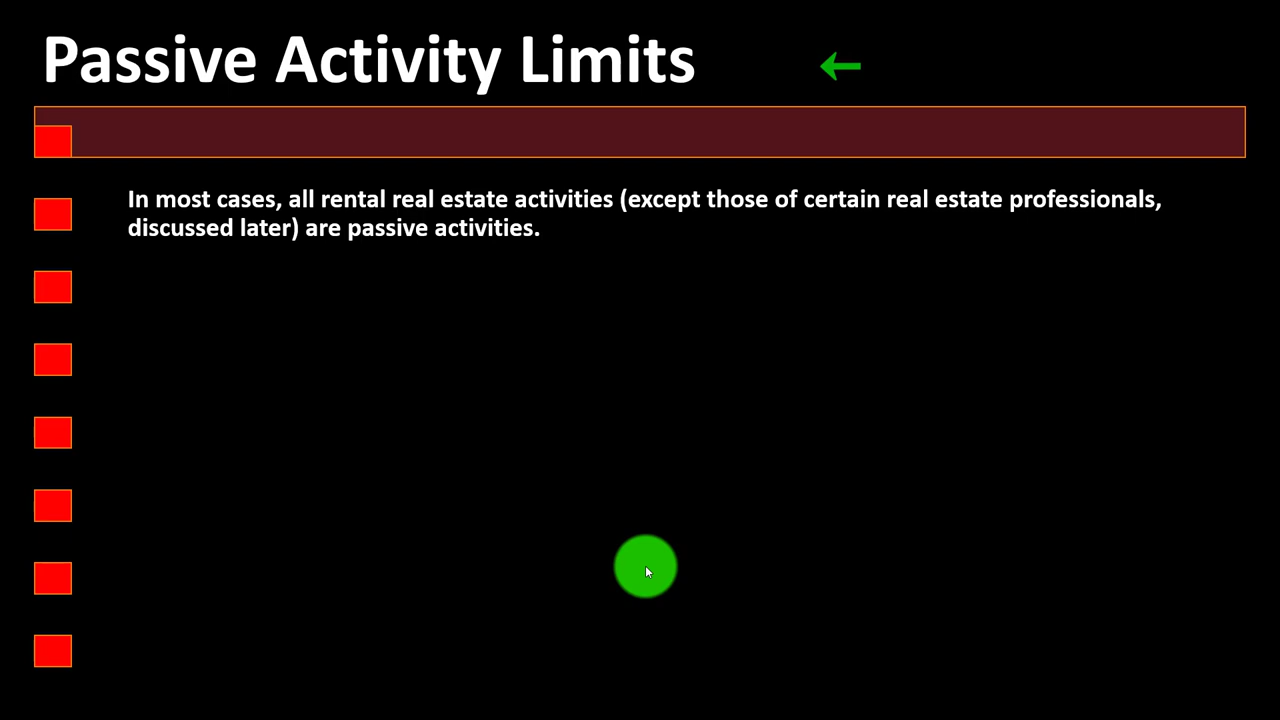 Passive Activity Limits
In most cases, all rental real estate activities (except those of certain real estate professionals,
discussed later) are passive activities.